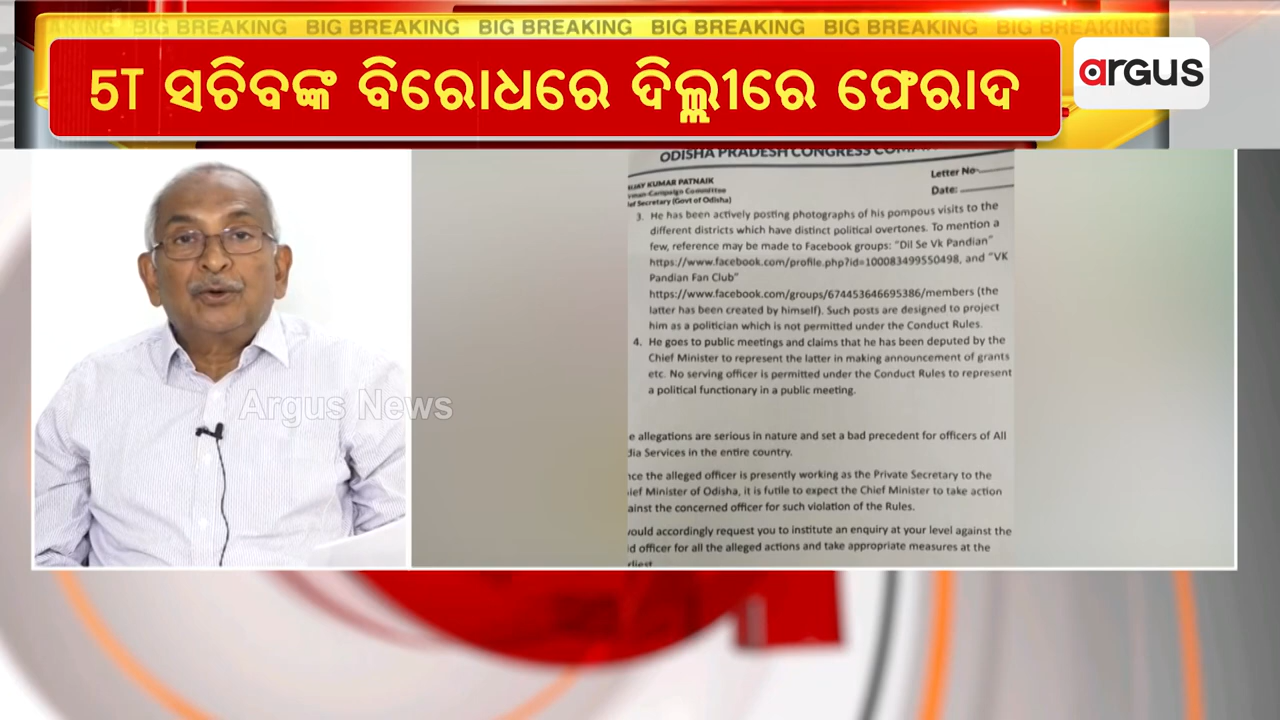 BIG BREAKING BIG BREAKING BIG BREAKING BIG BREAKING BIG BREAKING
5T ସଚିବଙ୍କ ବିରୋଧରେ ଦିଲ୍ଲୀରେ ଫେରାଦ
argus
ODISHA PRADESH CONGRESS
KUMAR PATNAIK
Campaign Committee
Secretary (Govt of Odisha)
Letter No
Date:
3. He has been actively posting photographs of his pompous visits to the
different districts which have distinct political overtones. To mention a
few, reference may be made to Facebook groups: "Dil Se Vk Pandian"
https://www.facebook.com/profile.php?id=100083499550498, and "VK
Pandian Fan Club"
https://www.facebook.com/groups/674453646695386/members (the
latter has been created by himself). Such posts are designed to project
him as a politician which is not permitted under the Conduct Rules.
4. He goes to public meetings and claims that he has been deputed by the
Chief Minister to represent the latter in making announcement of grants
etc. No serving officer is permitted under the Conduct Rules to represent
a political functionary in a public meeting.
allegations are serious in nature and set a bad precedent for officers of All
Services in the entire country.
the alleged officer is presently working as the Private Secretary to the
Minister of Odisha, it is futile to expect the Chief Minister to take action
the concerned officer for such violation of the Rules.
accordingly request you to institute an enquiry at your level against the
officer for all the alleged actions and take appropriate measures at the
Argus News